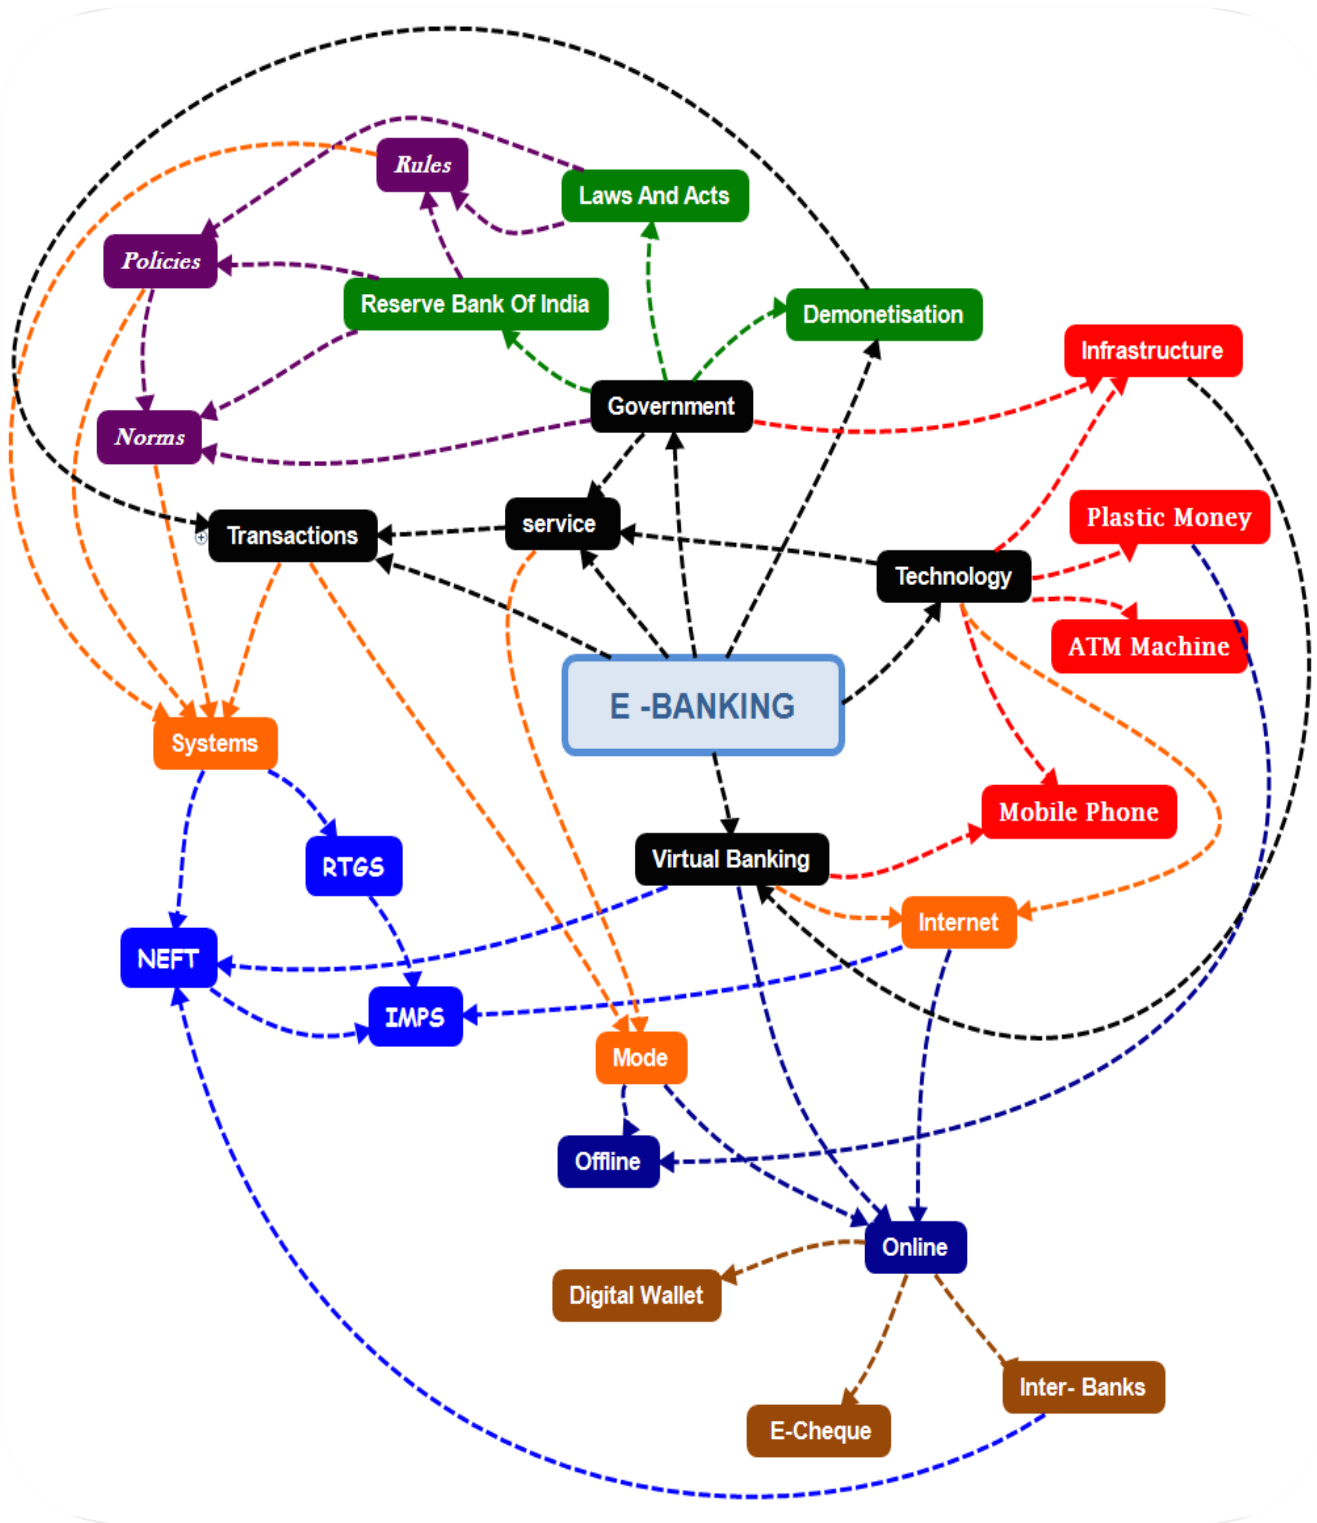 Rules
Laws And Acts
Policies
Reserve Bank Of India
Demonetisation
Infrastructure
Government
Norms
Plastic Money
service
Transactions
Technology
ATM Machine
E -BANKING
Systems
Mobile Phone
Virtual Banking
RTGS
Internet
NEFT
IMPS
Mode
Offline
Online
Digital Wallet
Inter- Banks
E-Cheque